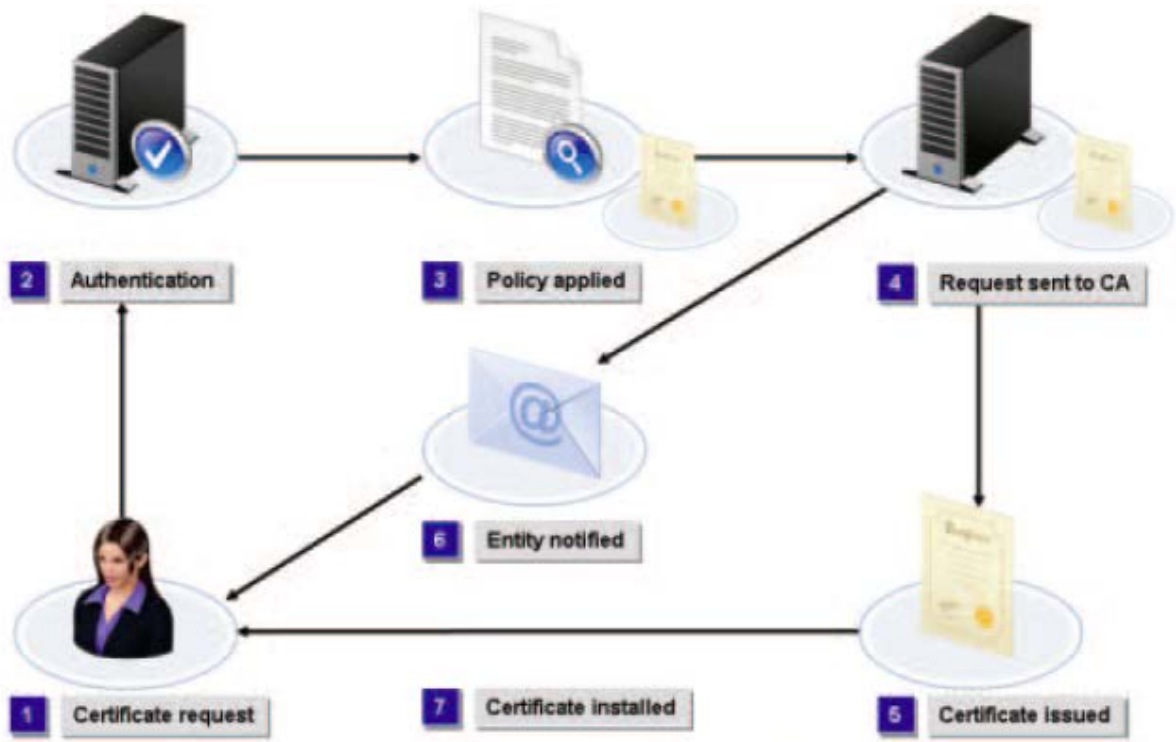 2 Authentication
3 Policy applied
4 Request sent to CA
6 Entity notified
1 Certificate request
7 Certificate installed
5 Certificate issued